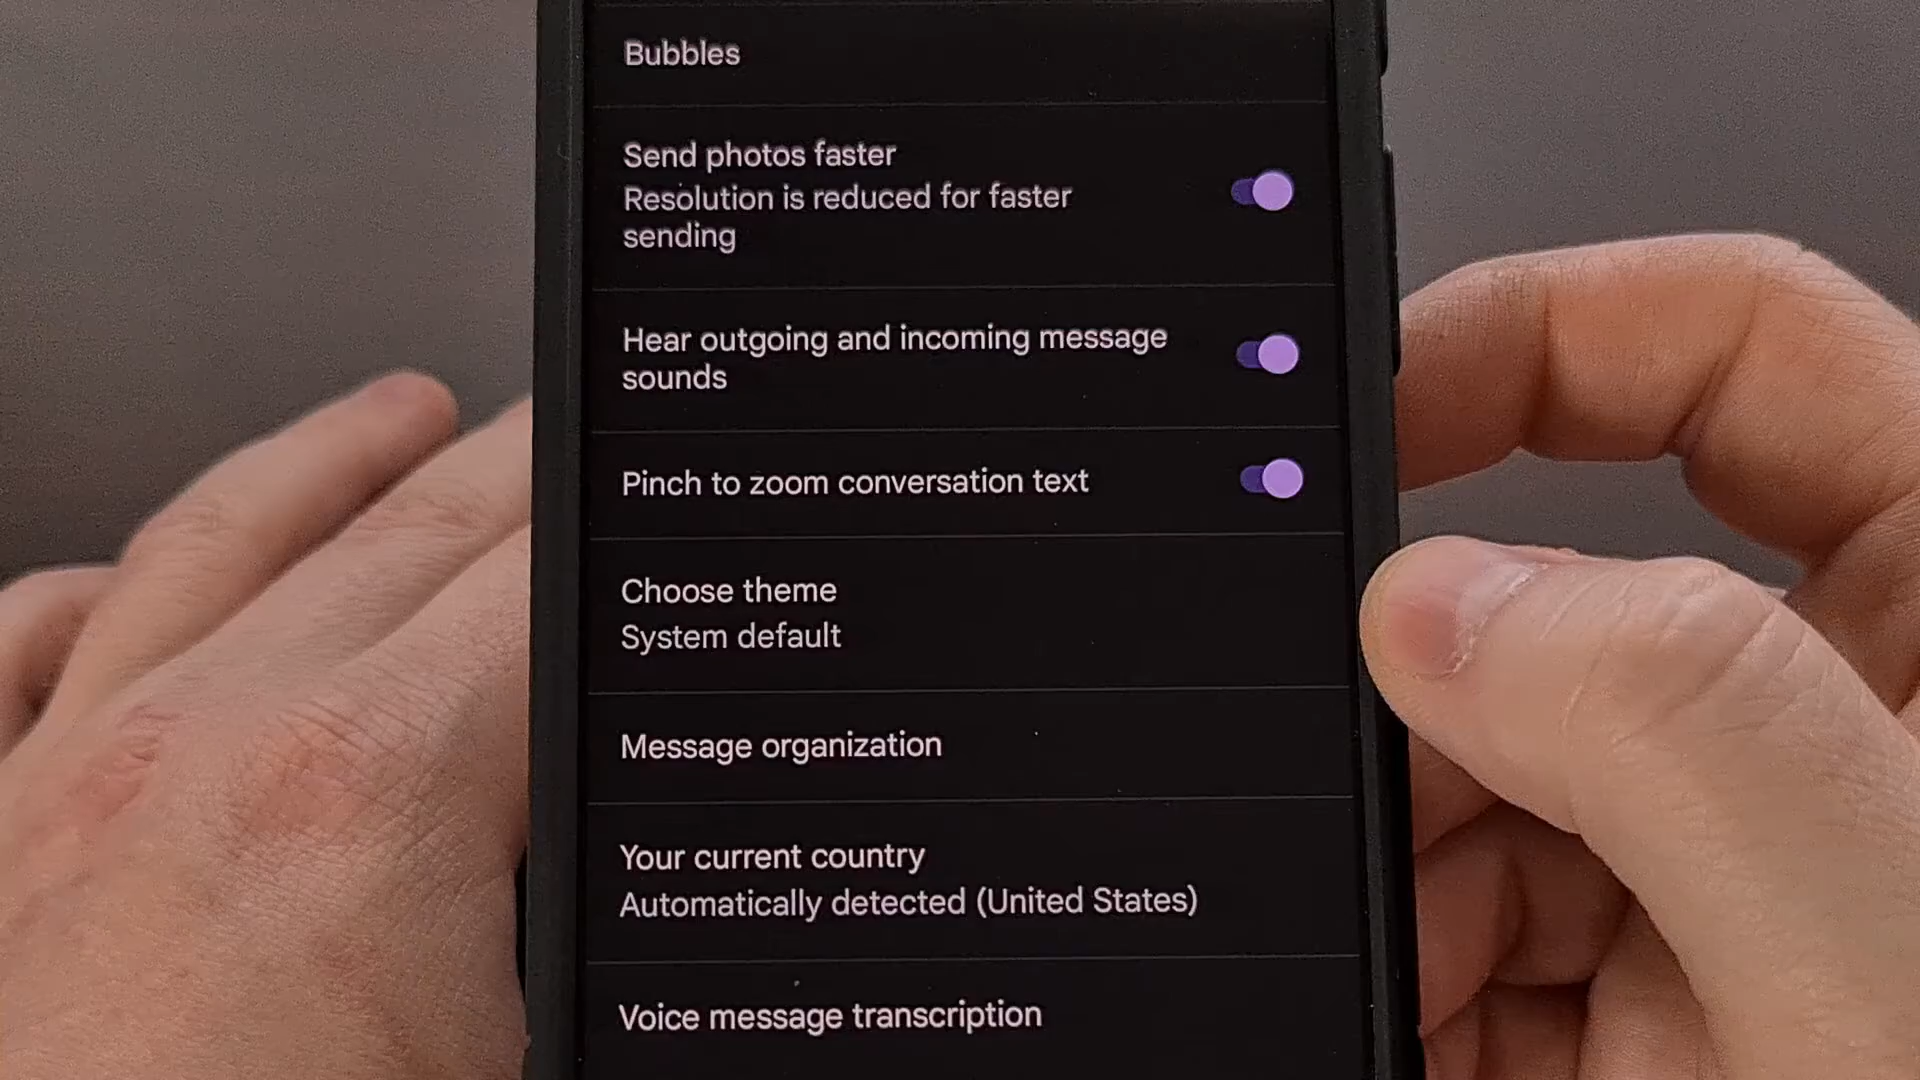 Bubbles
Send photos faster
Resolution is reduced for faster
sending
Hear outgoing and incoming message
sounds
Pinch to zoom conversation text
Choose theme
System default
Message organization
Your current country
Automatically detected (United States)
Voice message transcription